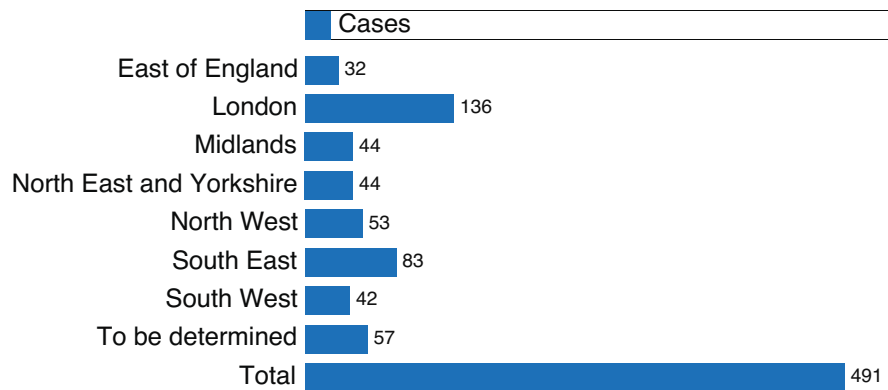 Cases
East of England 32
London 136
Midlands 44
North East and Yorkshire 44
North West 53
South East 83
South West 42
To be determined 57
Total 491